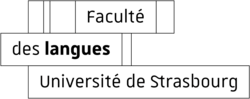 Faculté
des langues
Université de Strasbourg